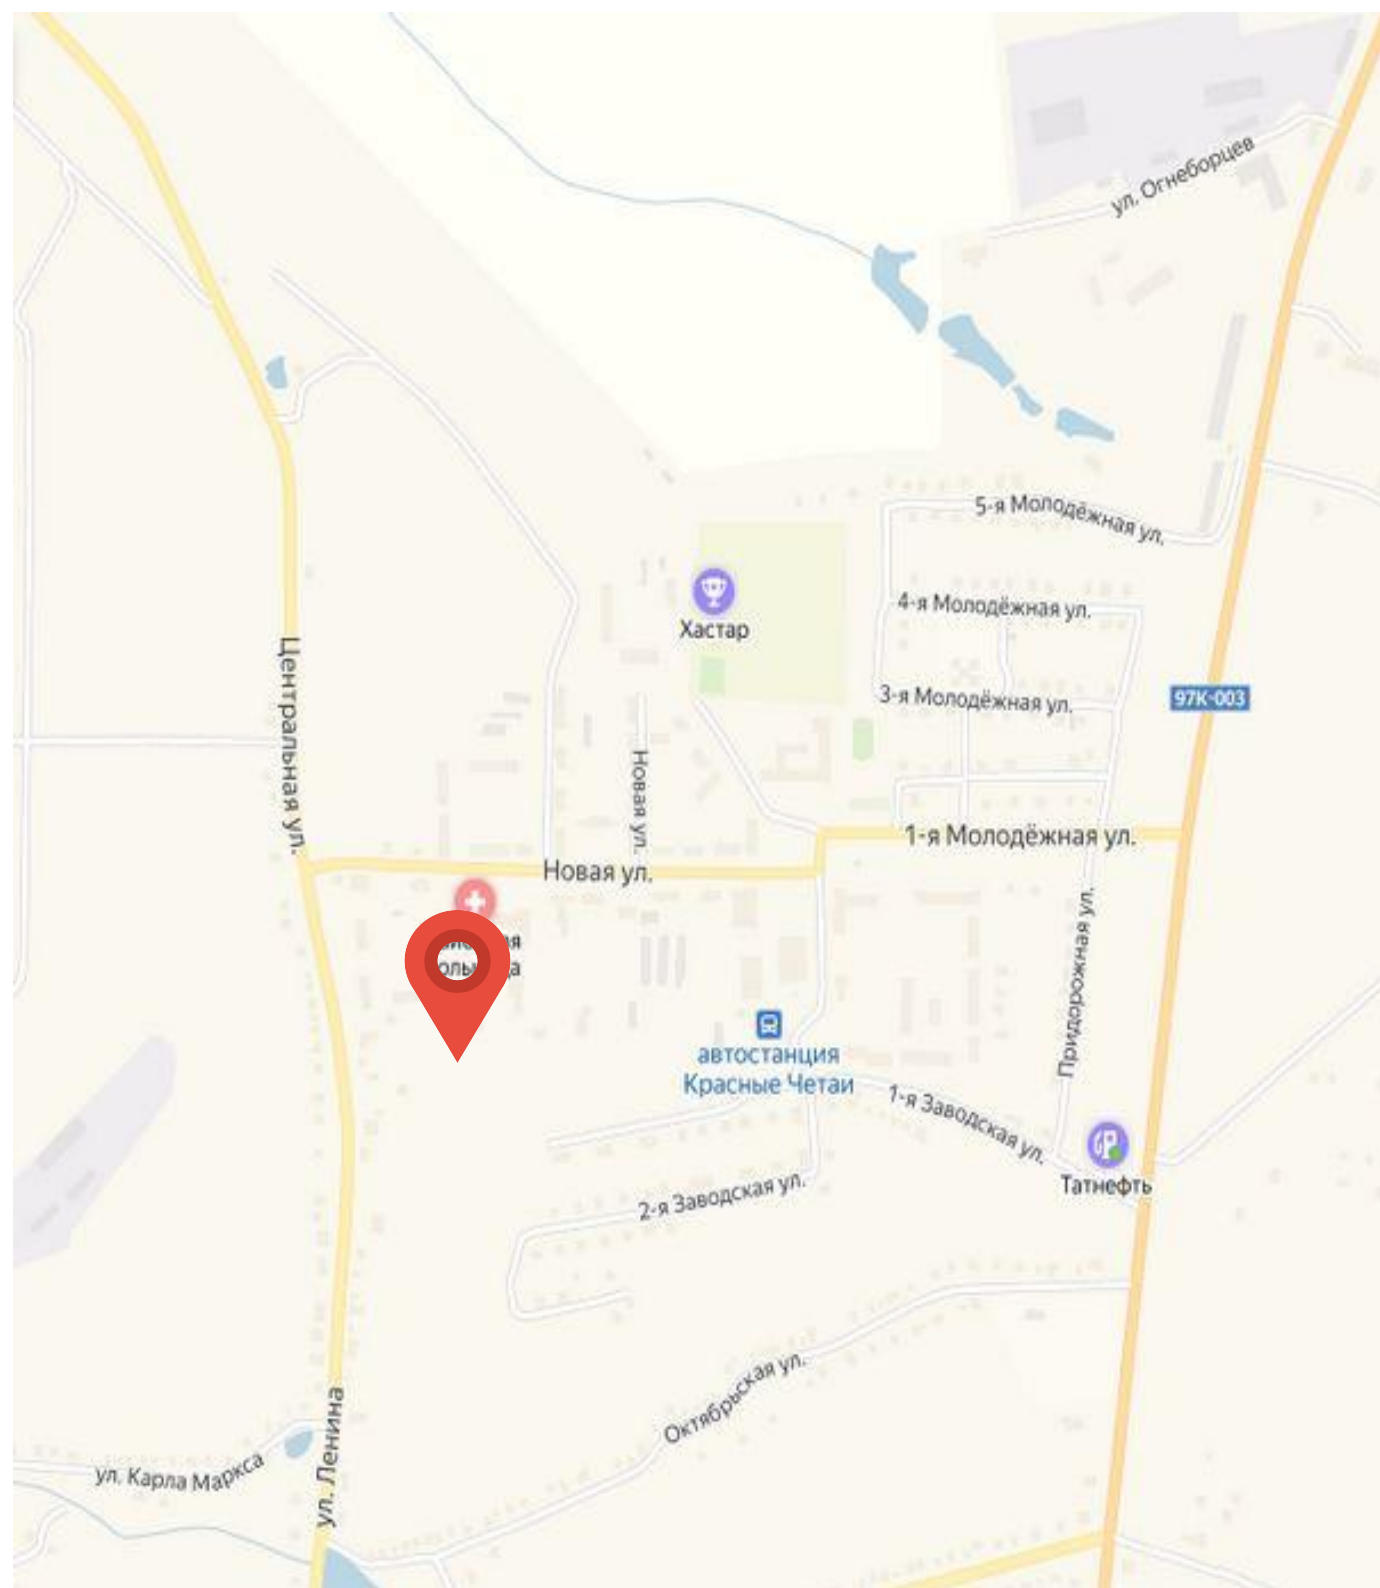 ул. Огнеборцев
5-я Молодёжная ул.
4-я Молодёжная ул.
Хастар
3-я Молодёжная ул.
97К-003
Центральная ул.
Новая ул.
1-я Молодёжная ул.
Новая ул.
Придорожная ул.
автостанция
Красные Четаи
1-я Заводская ул.
Татнефть
2-я Заводская ул.
Октябрьская ул.
ул. Ленина
ул. Карла Маркса